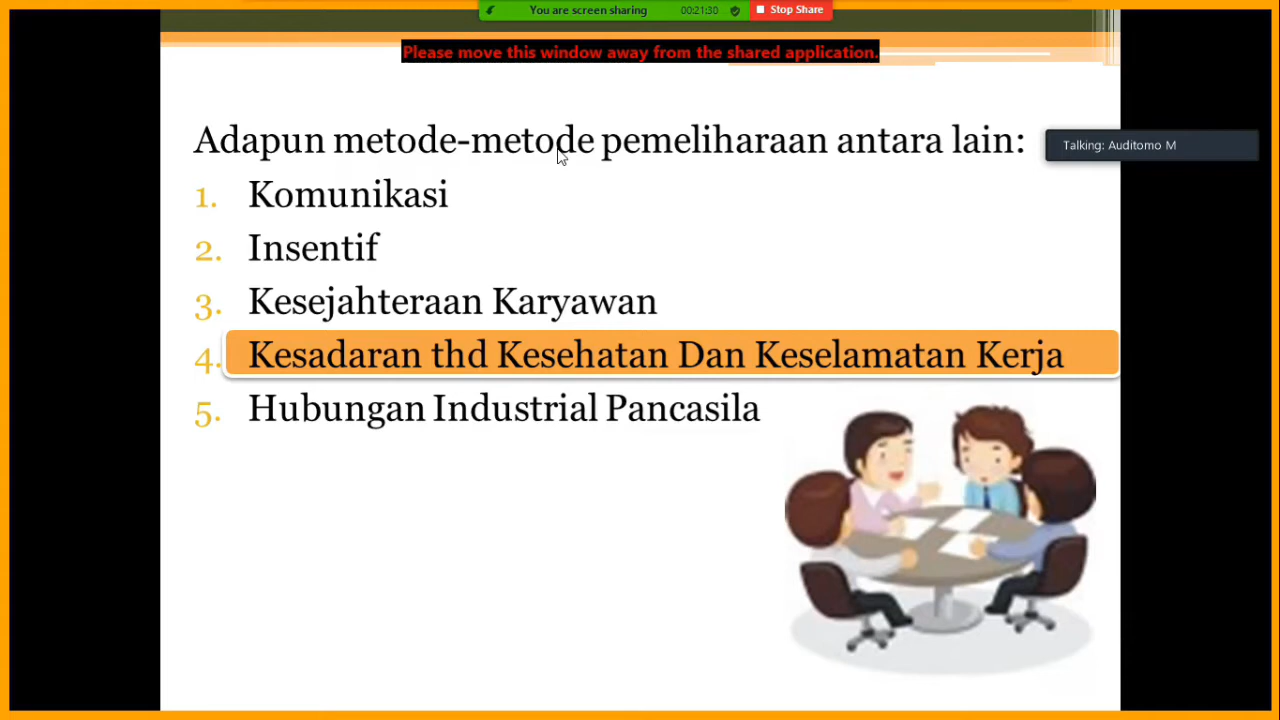 You are screen sharing 00:21:30 Stop Share
Please move this window away from the shared application.
Adapun metode-metode pemeliharaan antara lain:
Talking: Auditomo M
1. Komunikasi
2. Insentif
3. Kesejahteraan Karyawan
4. Kesadaran thd Kesehatan Dan Keselamatan Kerja
5. Hubungan Industrial Pancasila